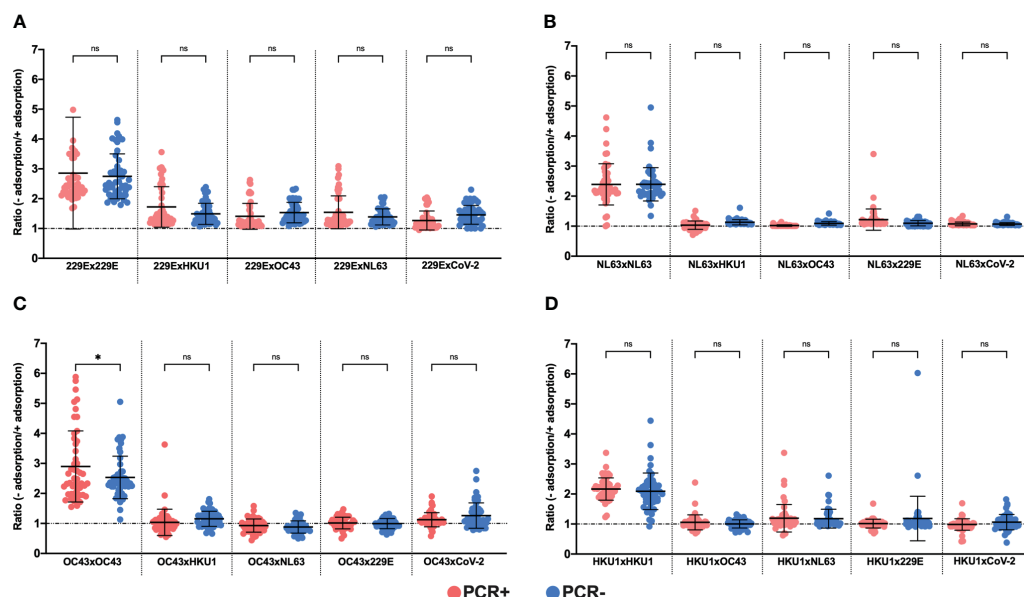 A
B
7
6
5
4
3
2
1
0
Ratio (- adsorption/+ adsorption)
ns
ns
ns
ns
ns
229Ex229E
229ExHKU1
229ExOC43
229ExNL63
229ExCoV-2
7
6
5
4
3
2
1
0
Ratio (- adsorption/+ adsorption)
ns
ns
ns
ns
ns
NL63xNL63
NL63xHKU1
NL63xOC43
NL63x229E
NL63xCoV-2
C
D
7
6
5
4
3
2
1
0
Ratio (- adsorption/+ adsorption)
*
ns
ns
ns
ns
OC43xOC43
OC43xHKU1
OC43xNL63
OC43x229E
OC43xCoV-2
7
6
5
4
3
2
1
0
Ratio (- adsorption/+ adsorption)
ns
ns
ns
ns
ns
HKU1xHKU1
HKU1xOC43
HKU1xNL63
HKU1x229E
HKU1xCoV-2
PCR+ PCR-